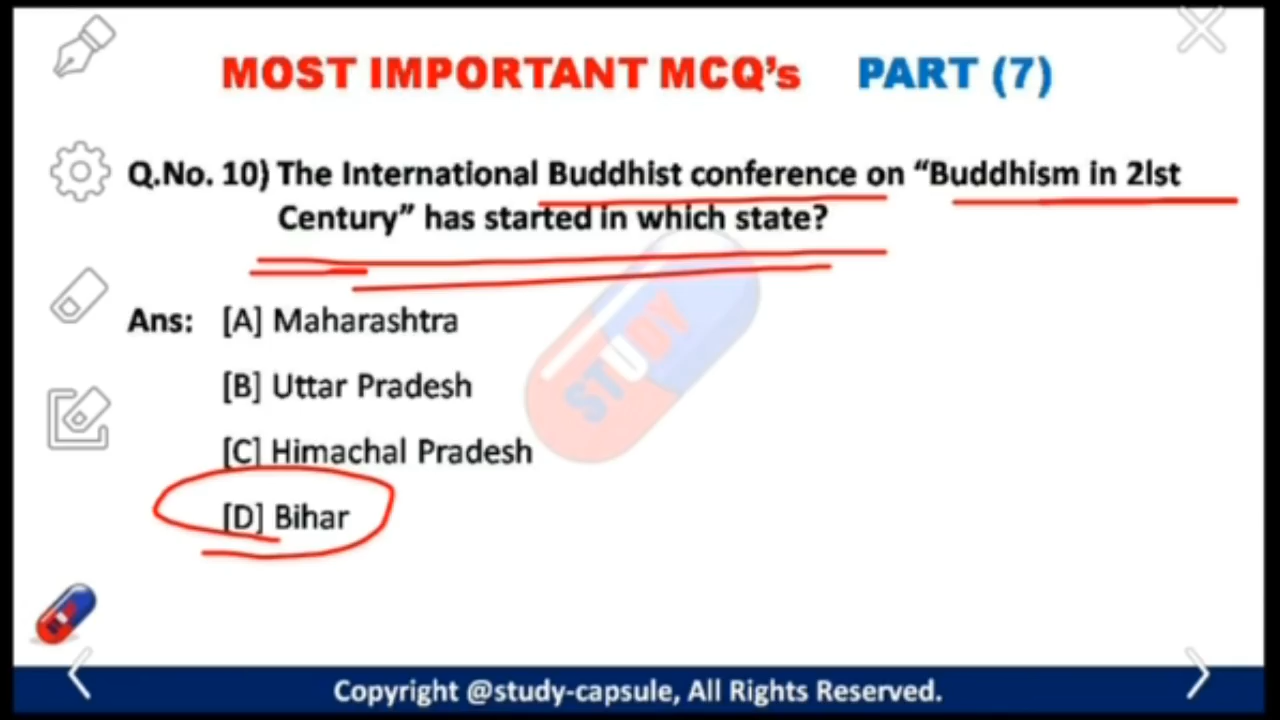 MOST IMPORTANT MCQ's PART (7)
Q.No. 10) The International Buddhist conference on “Buddhism in 2lst
Century” has started in which state?
STUDY
Ans: [A] Maharashtra
[B] Uttar Pradesh
[C] Himachal Pradesh
[D] Bihar
Copyright @study-capsule, All Rights Reserved.